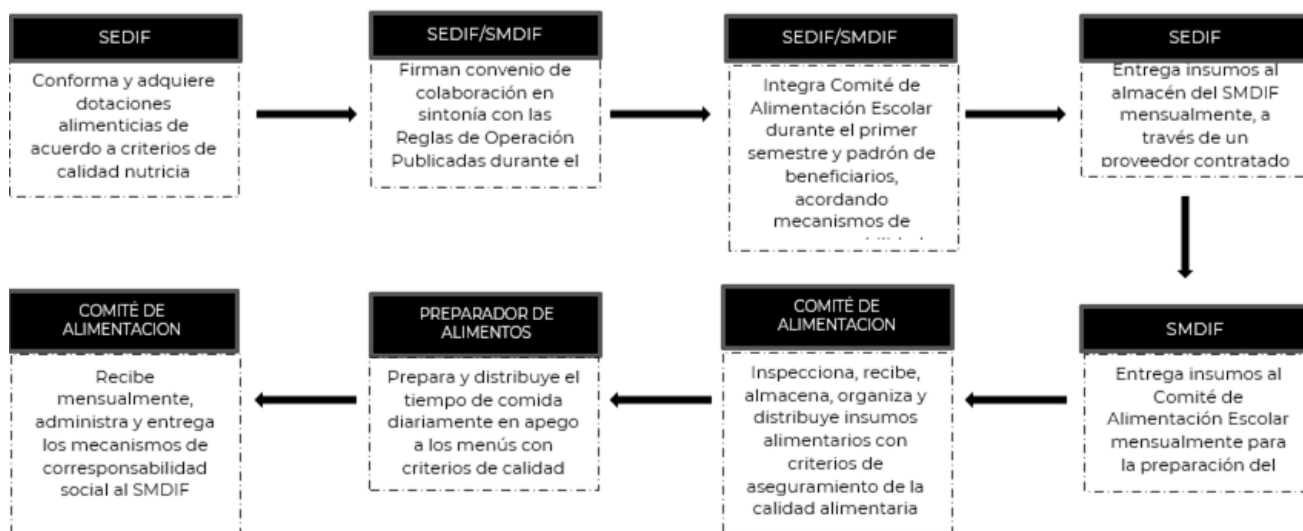 SEDIF
Conforma y adquiere
dotaciones
alimenticias de
acuerdo a criterios de
calidad nutricia
SEDIF/SMDIF
Firman convenio de
colaboración en
sintonía con las
Reglas de Operación
Publicadas durante el
SEDIF/SMDIF
Integra Comité de
Alimentación Escolar
durante el primer
semestre y padrón de
beneficiarios,
acordando
mecanismos de
SEDIF
Entrega insumos al
almacén del SMDIF
mensualmente, a
través de un
proveedor contratado
SMDIF
Entrega insumos al
Comité de
Alimentación Escolar
mensualmente para
la preparación del
COMITÉ DE
ALIMENTACION
Inspecciona, recibe,
almacena, organiza y
distribuye insumos
alimentarios con
criterios de
aseguramiento de la
calidad alimentaria
PREPARADOR DE
ALIMENTOS
Prepara y distribuye el
tiempo de comida
diariamente en apego
a los menús con
criterios de calidad
COMITÉ DE
ALIMENTACION
Recibe
mensualmente,
administra y entrega
los mecanismos de
corresponsabilidad
social al SMDIF